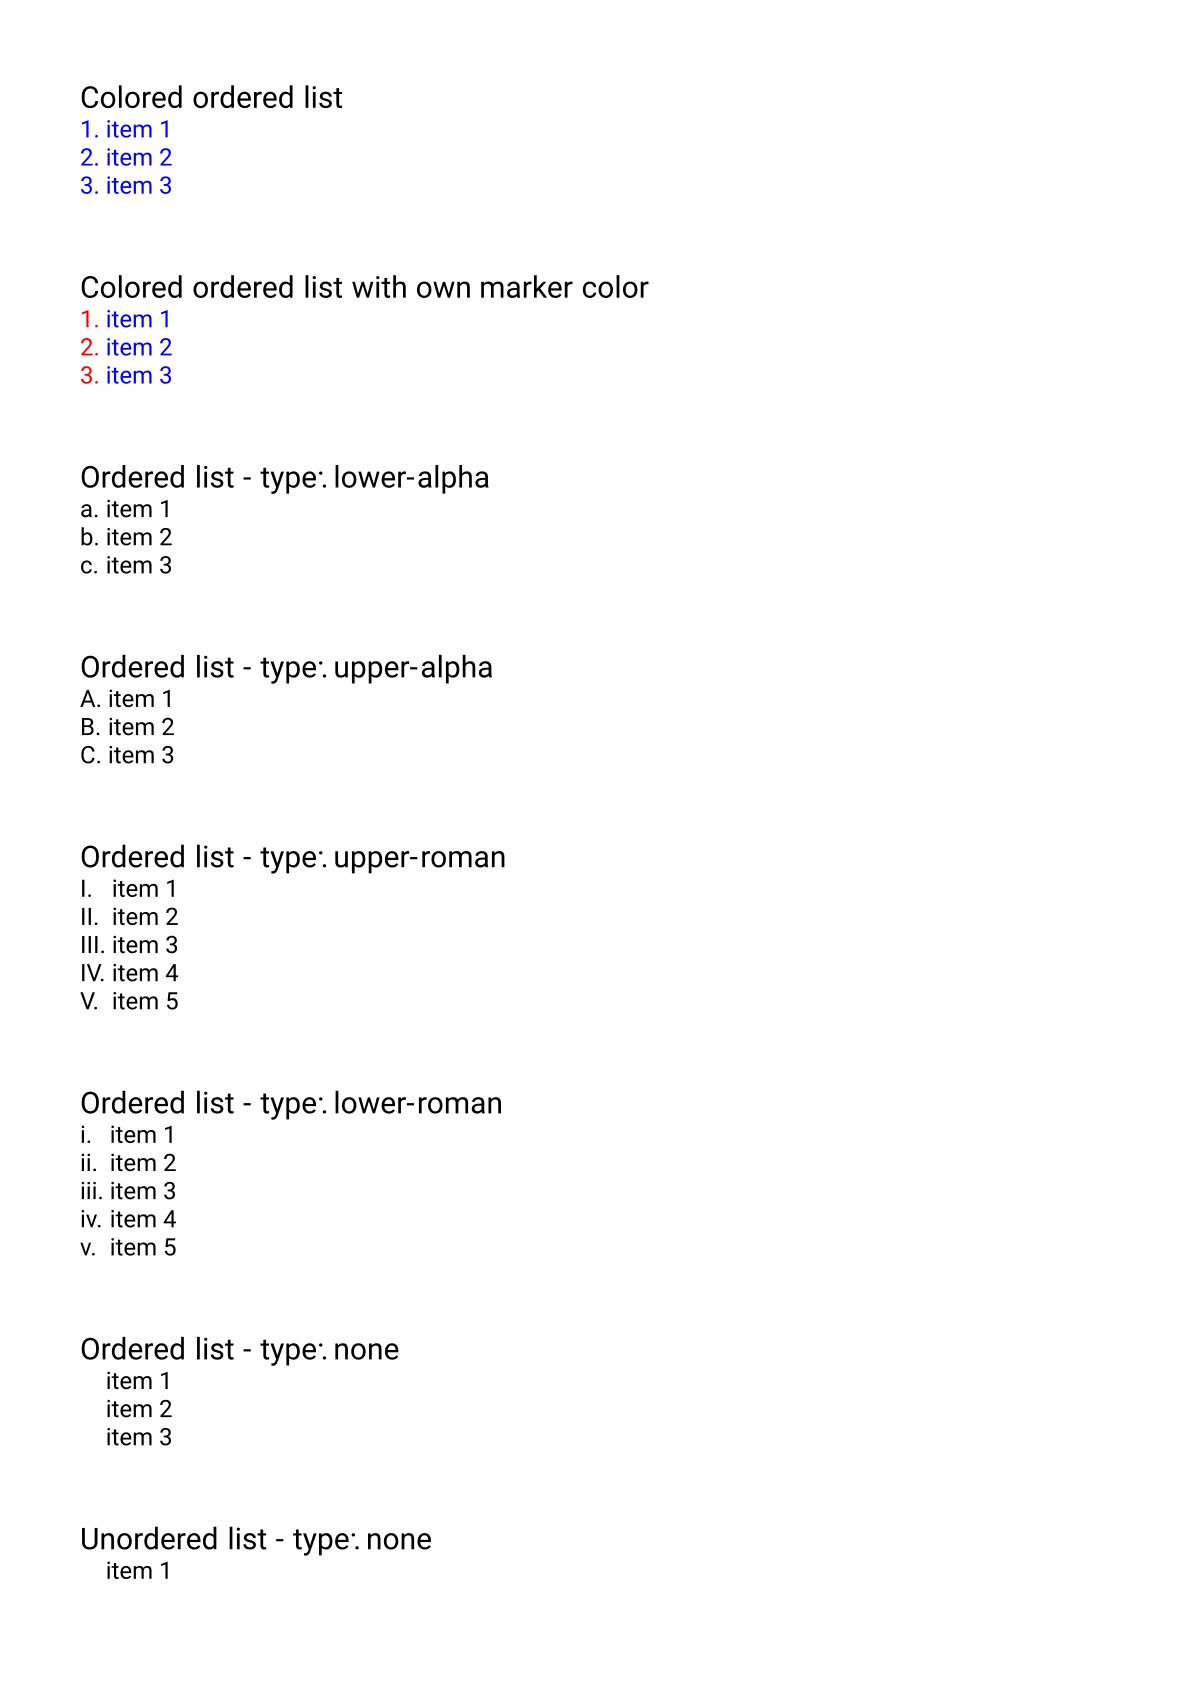 Colored ordered list
1. item 1
2. item 2
3. item 3
Colored ordered list with own marker color
1. item 1
2. item 2
3. item 3
Ordered list - type: lower-alpha
a. item 1
b. item 2
c. item 3
Ordered list - type: upper-alpha
A. item 1
B. item 2
C. item 3
Ordered list - type: upper-roman
I. item 1
II. item 2
III. item 3
IV. item 4
V. item 5
Ordered list - type: lower-roman
i. item 1
ii. item 2
iii. item 3
iv. item 4
v. item 5
Ordered list - type: none
item 1
item 2
item 3
Unordered list - type: none
item 1